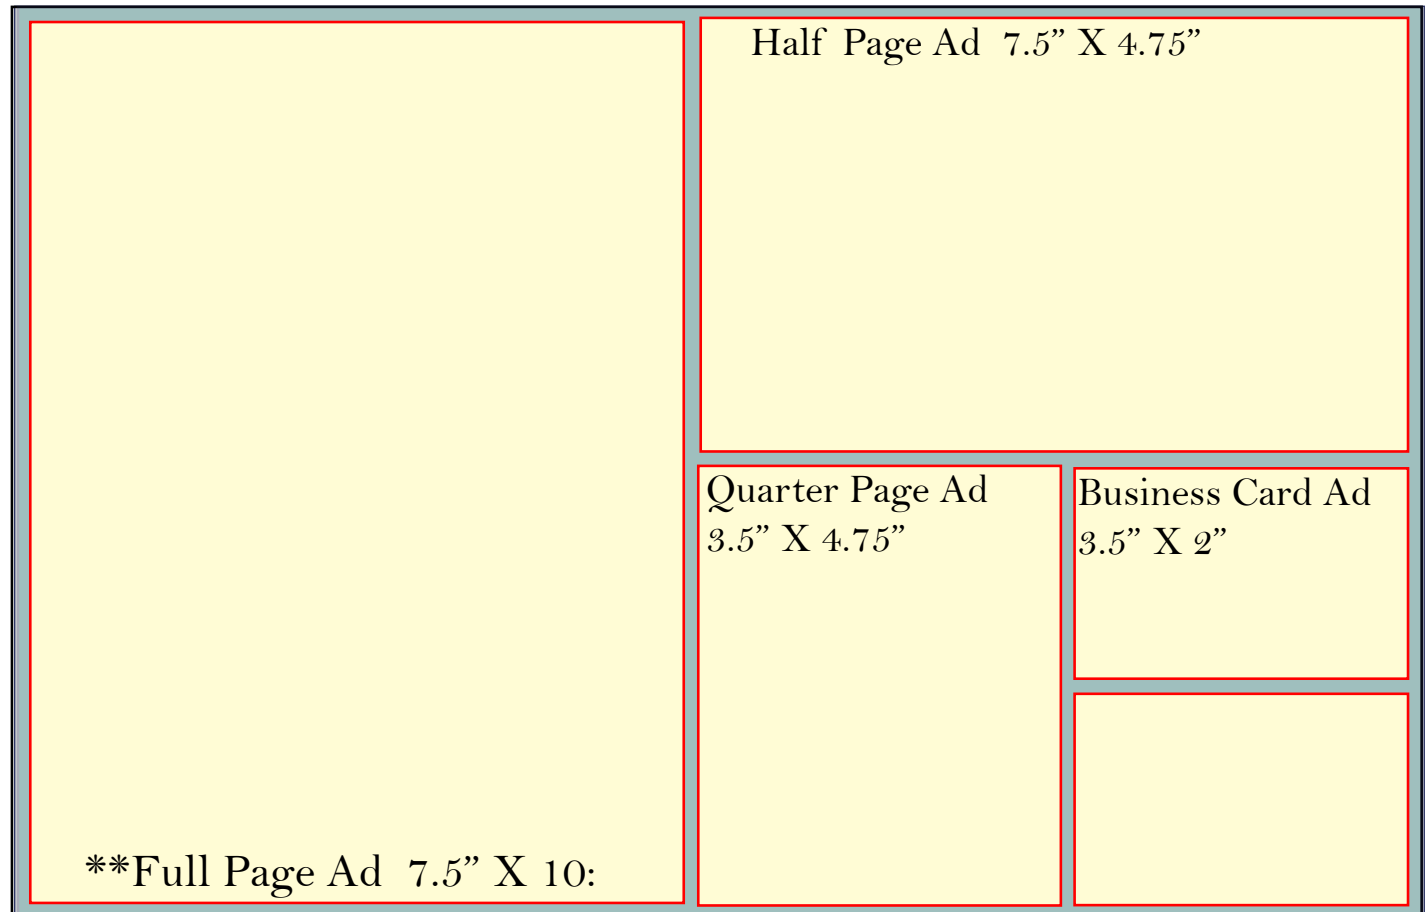 Half Page Ad 7.5” X 4.75”
Quarter Page Ad
3.5” X 4.75”
Business Card Ad
3.5” X 2”
**Full Page Ad 7.5” X 10: